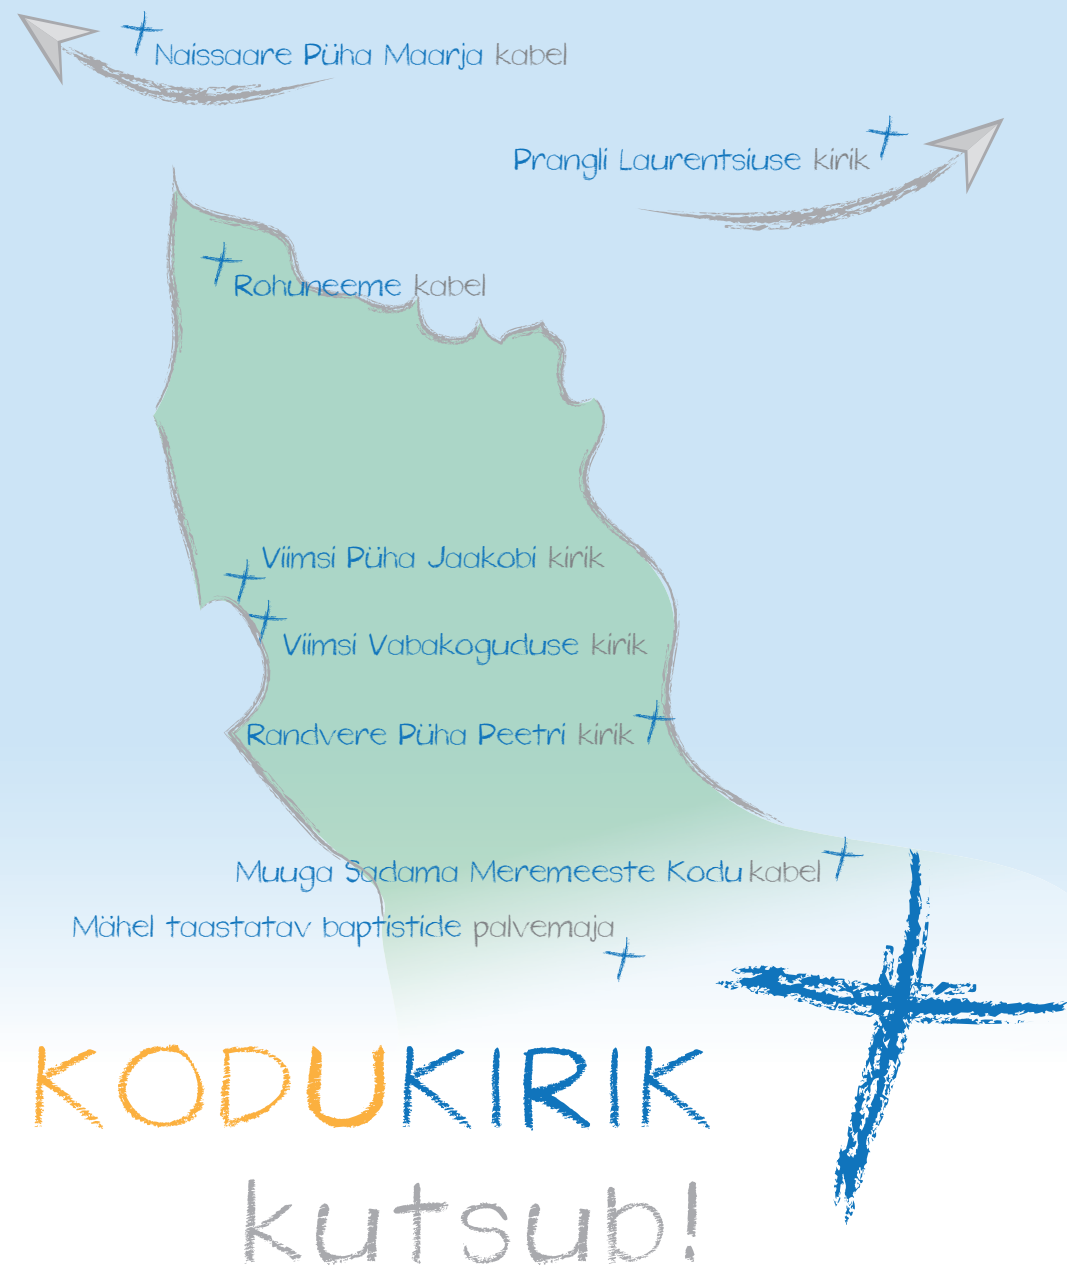 Naissaare Püha Maarja kabel
Prangli Laurentsiuse kirik
Rohuneeme kabel
Viimsi Püha Jaakobi kirik
Viimsi Vabakoguduse kirik
Randvere Püha Peetri kirik
Muuga Sadama Meremeeste Kodu kabel
Mähel taastatav baptistide palvemaja
KODUKIRIK
kutsub!